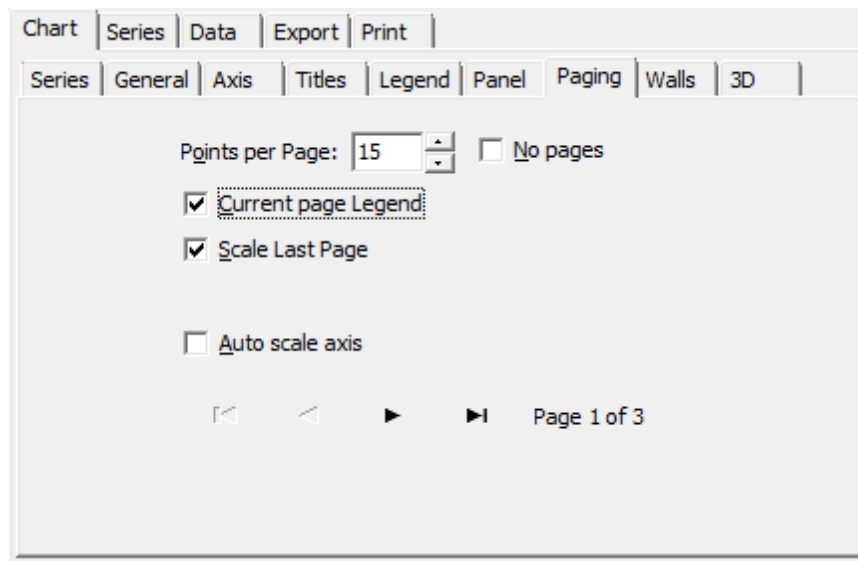 Chart Series Data Export Print
Series General Axis Titles Legend Panel Paging Walls 3D
Points per Page: 15 No pages
Current page Legend
Scale Last Page
Auto scale axis
Page 1 of 3